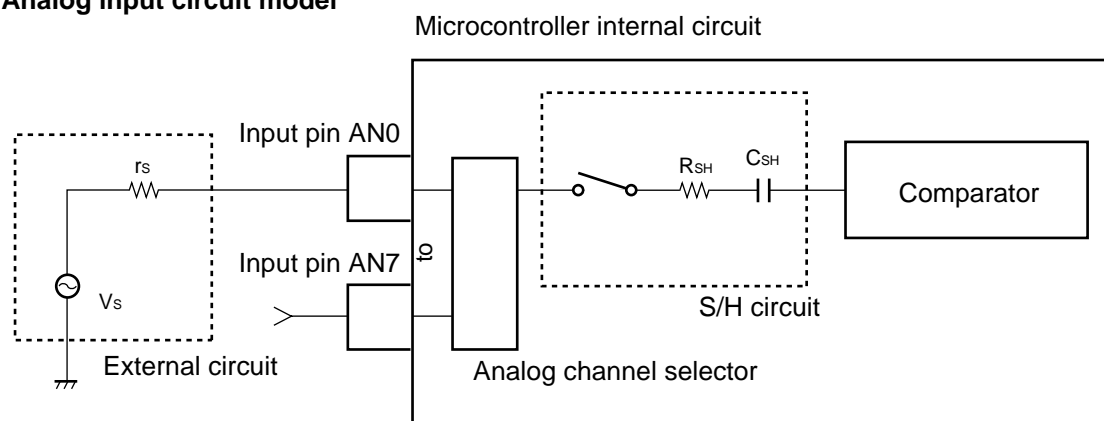 Analog input circuit model
Microcontroller internal circuit
Input pin AN0
rS
RSH
CSH
Comparator
to
Input pin AN7
VS
S/H circuit
External circuit
Analog channel selector